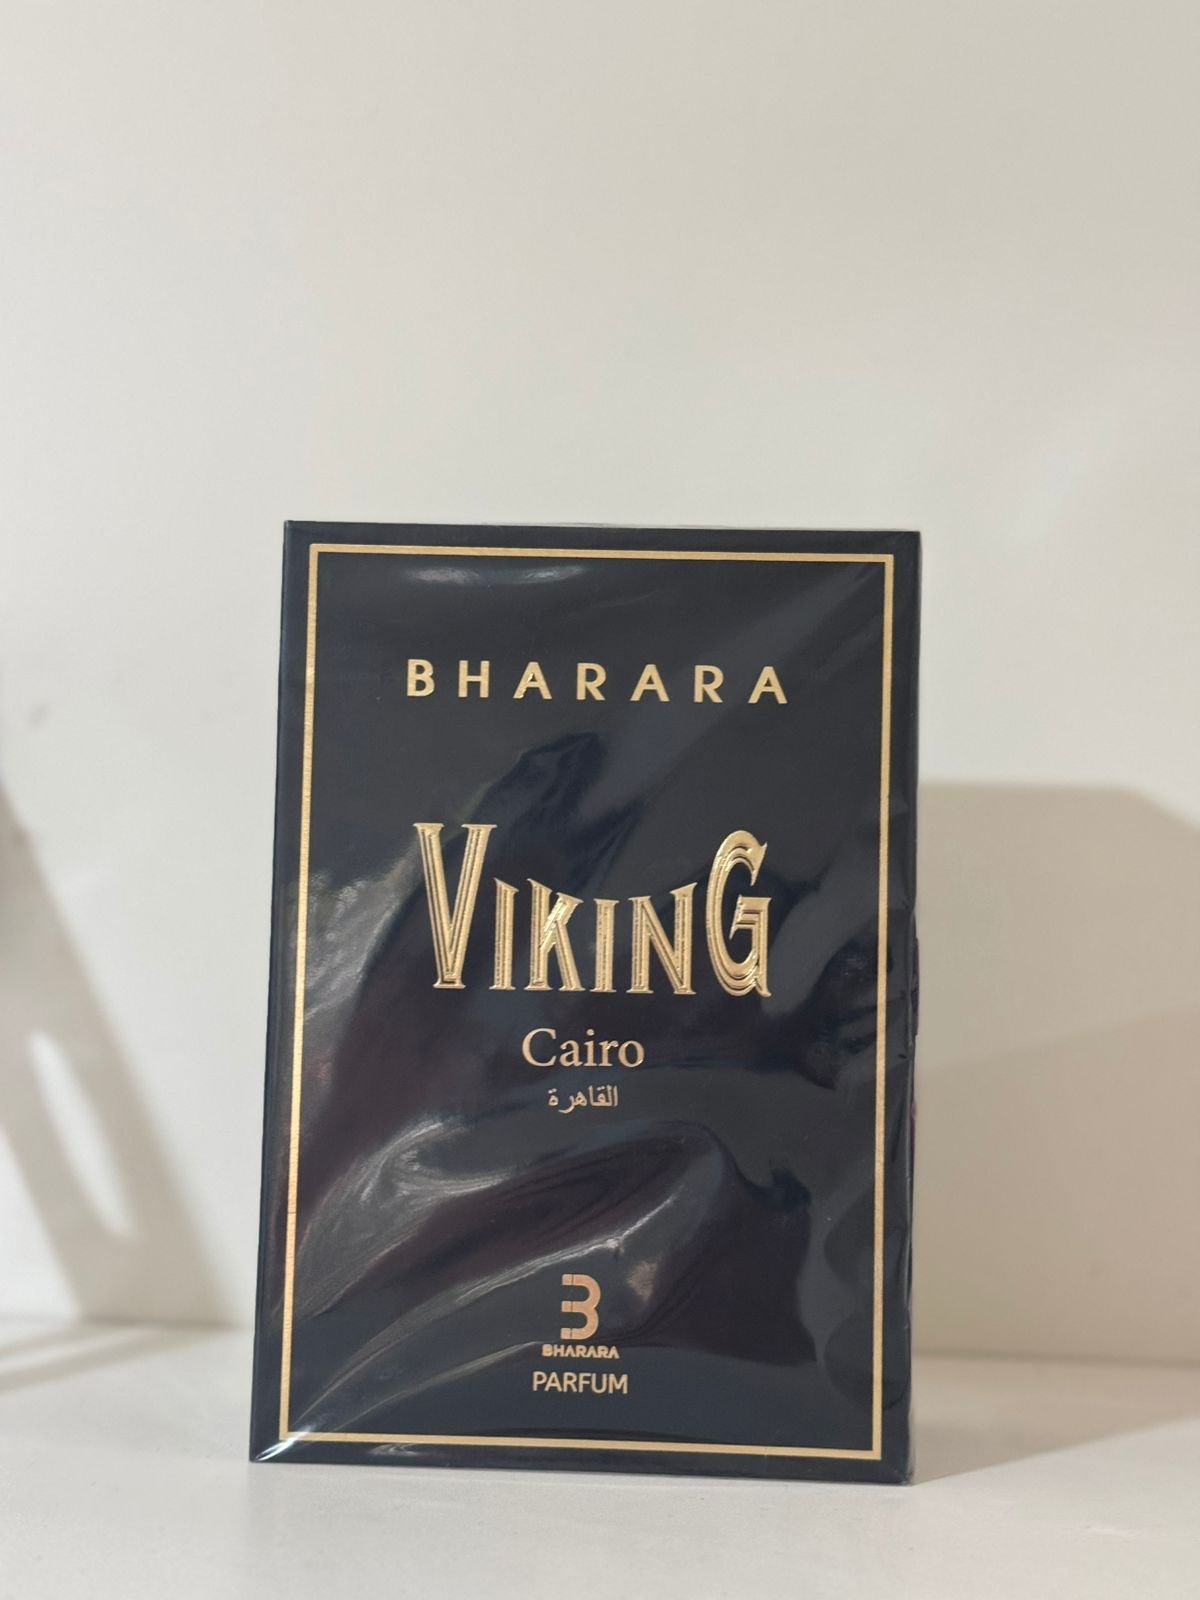 BHARARA
VIKING
Cairo
القاهرة
B
BHARARA
PARFUM